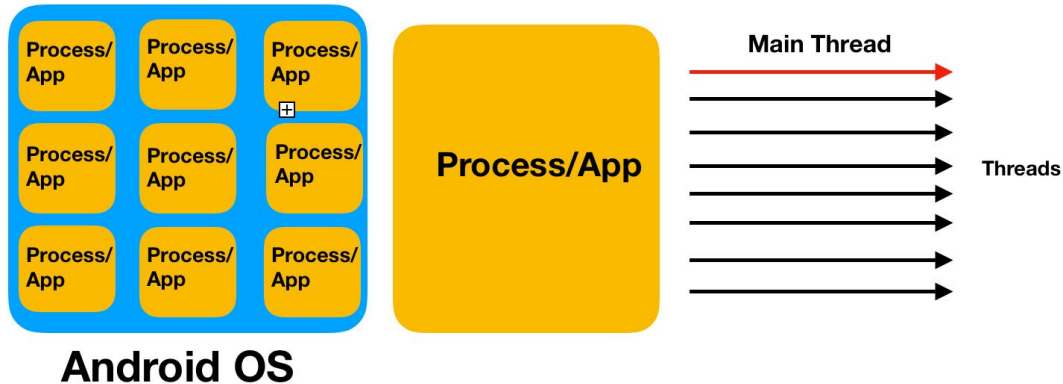 Process/
App
Process/
App
Process/
App
Process/
App
Process/
App
Process/
App
Process/
App
Process/
App
Process/
App
Android OS
Process/App
Main Thread
Threads